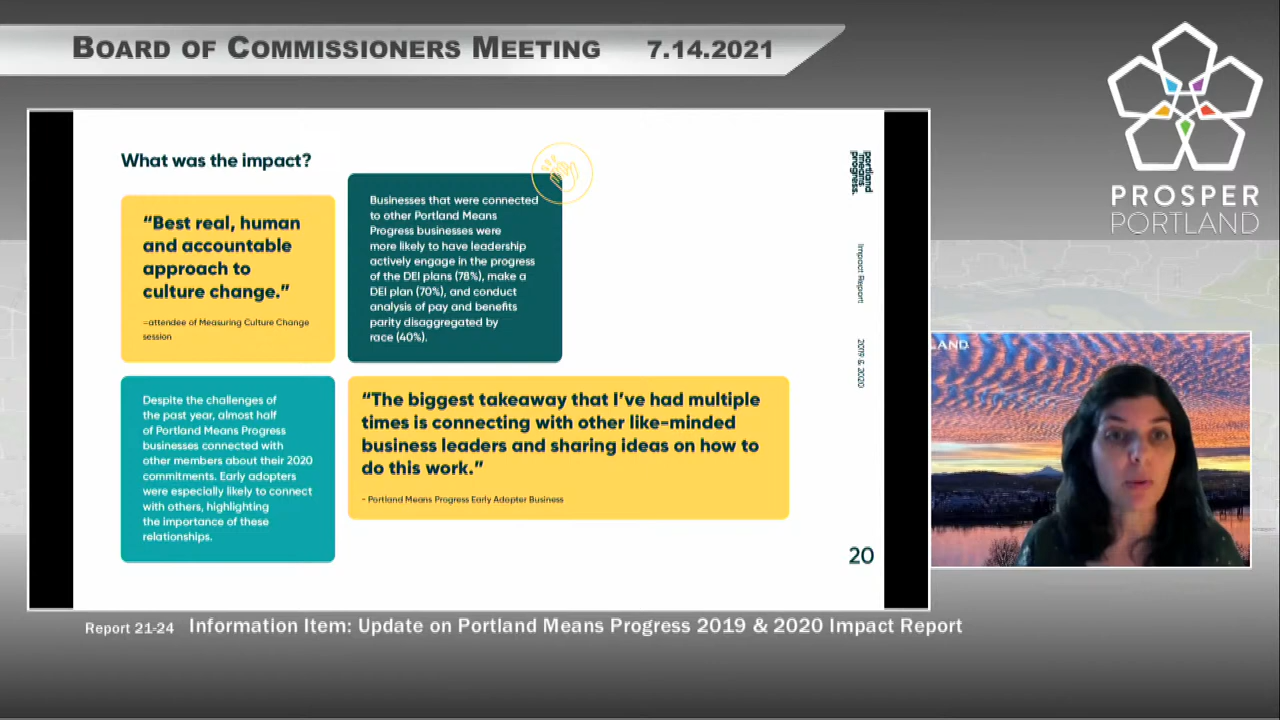 BOARD OF COMMISSIONERS MEETING 7.14.2021
PROSPER
PORTLAND
What was the impact?
“Best real, human
and accountable
approach to
culture change.”
–attendee of Measuring Culture Change
session
Businesses that were connected
to other Portland Means
Progress businesses were
more likely to have leadership
actively engage in the progress
of the DEI plans (78%), make a
DEI plan (70%), and conduct
analysis of pay and benefits
parity disaggregated by
race (40%).
Despite the challenges of
the past year, almost half
of Portland Means Progress
businesses connected with
other members about their 2020
commitments. Early adopters
were especially likely to connect
with others, highlighting
the importance of these
relationships.
“The biggest takeaway that I’ve had multiple
times is connecting with other like-minded
business leaders and sharing ideas on how to
do this work.”
- Portland Means Progress Early Adopter Business
portland
means
progress.
Impact Report
2019 & 2020
20
LAND
Report 21-24 Information Item: Update on Portland Means Progress 2019 & 2020 Impact Report